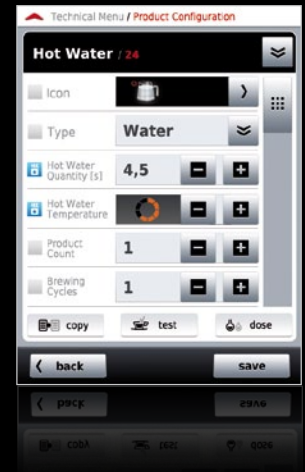 Technical Menu / Product Configuration
Hot Water / 24
Icon
Type Water
Hot Water
Quantity [s] 4,5
Hot Water
Temperature
Product
Count 1
Brewing
Cycles 1
copy test dose
back save